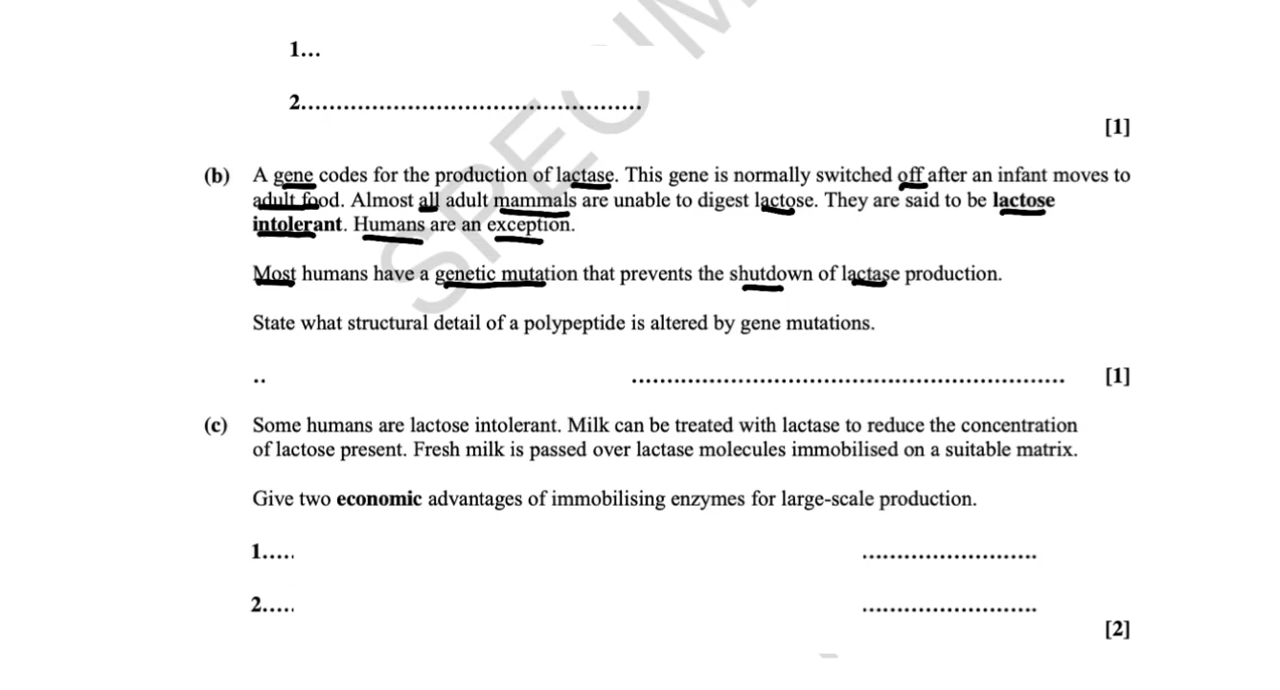 SPECIM
1...
2.................................................
[1]
(b) A gene codes for the production of lactase. This gene is normally switched off after an infant moves to
adult food. Almost all adult mammals are unable to digest lactose. They are said to be lactose
intolerant. Humans are an exception.
Most humans have a genetic mutation that prevents the shutdown of lactase production.
State what structural detail of a polypeptide is altered by gene mutations.
.. .............................................................. [1]
(c) Some humans are lactose intolerant. Milk can be treated with lactase to reduce the concentration
of lactose present. Fresh milk is passed over lactase molecules immobilised on a suitable matrix.
Give two economic advantages of immobilising enzymes for large-scale production.
1..... .........................
2..... .........................
[2]